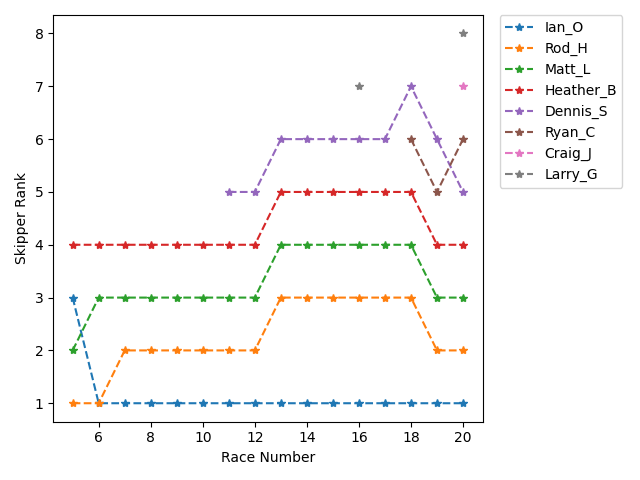 8
7
6
5
4
3
2
1
Skipper Rank
6 8 10 12 14 16 18 20
Race Number
Ian_O
Rod_H
Matt_L
Heather_B
Dennis_S
Ryan_C
Craig_J
Larry_G